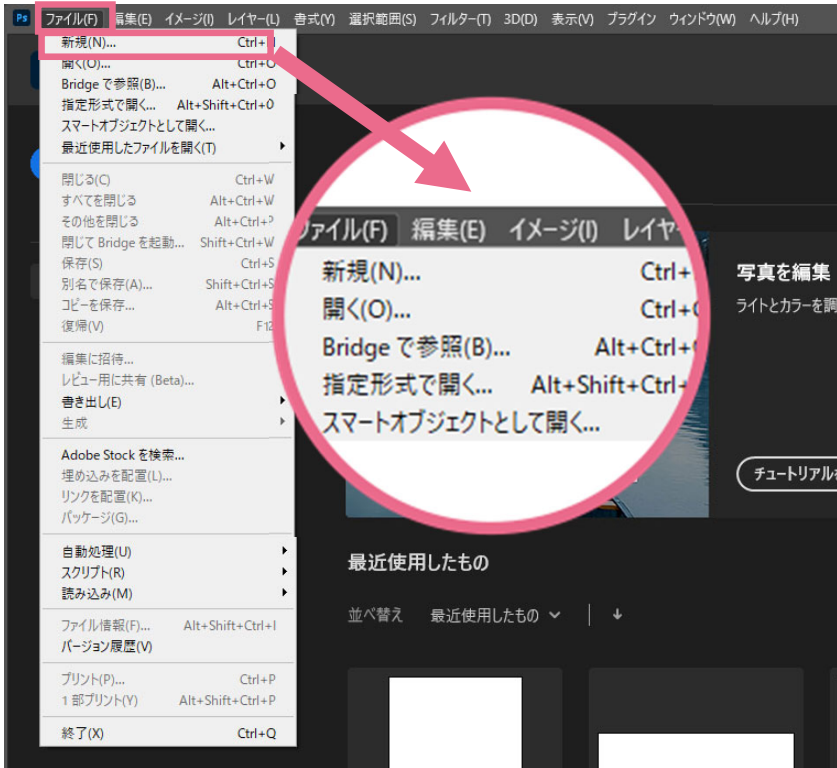 Ps ファイル(F) 編集(E) イメージ(I) レイヤー(L) 書式(Y) 選択範囲(S) フィルター(T) 3D(D) 表示(V) プラグイン ウィンドウ(W) ヘルプ(H)
新規(N)... Ctrl+
開く(O)... Ctrl+O
Bridge で参照(B)... Alt+Ctrl+O
指定形式で開く... Alt+Shift+Ctrl+O
スマートオブジェクトとして開く...
最近使用したファイルを開く(T)
閉じる(C) Ctrl+W
すべてを閉じる Alt+Ctrl+W
その他を閉じる Alt+Ctrl+
閉じて Bridge を起動... Shift+Ctrl+W
保存(S) Ctrl+S
別名で保存(A)... Shift+Ctrl+S
コピーを保存... Alt+Ctrl+S
復帰(V) F12
編集に招待...
レビュー用に共有 (Beta)...
書き出し(E)
生成
Adobe Stock を検索...
埋め込みを配置(L)...
リンクを配置(K)...
パッケージ(G)...
自動処理(U)
スクリプト(R)
読み込み(M)
ファイル情報(F)... Alt+Shift+Ctrl+I
バージョン履歴(V)
プリント(P)... Ctrl+P
1 部プリント(Y) Alt+Shift+Ctrl+P
終了(X) Ctrl+Q
ァイル(F) 編集(E) イメージ(I) レイヤ
新規(N)... Ctrl+
開く(O)... Ctrl+
Bridge で参照(B)... Alt+Ctrl+
指定形式で開く... Alt+Shift+Ctrl+
スマートオブジェクトとして開く...
写真を編集
ライトとカラーを調
チュートリアル
最近使用したもの
並べ替え 最近使用したもの